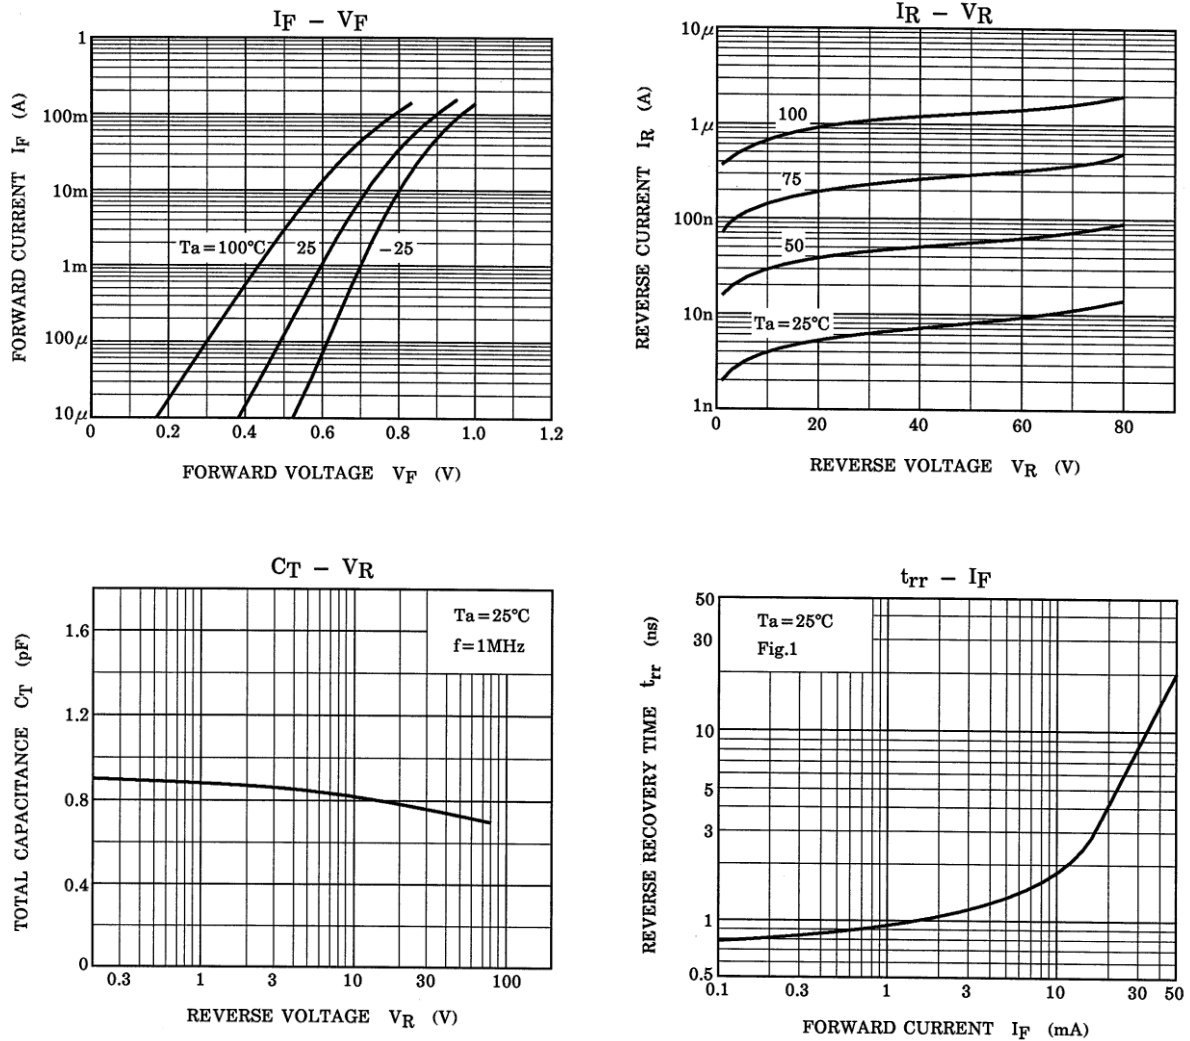 IF – VF
1
100m
10m
1m
100μ
10μ
FORWARD CURRENT IF (A)
Ta=100°C
25
−25
0
0.2
0.4
0.6
0.8
1.0
1.2
FORWARD VOLTAGE VF (V)
IR – VR
10μ
1μ
100n
10n
1n
REVERSE CURRENT IR (A)
100
75
50
Ta=25°C
0
20
40
60
80
REVERSE VOLTAGE VR (V)
CT – VR
1.6
1.2
0.8
0.4
0
TOTAL CAPACITANCE CT (pF)
Ta=25°C
f=1MHz
0.3
1
3
10
30
100
REVERSE VOLTAGE VR (V)
trr – IF
50
30
10
5
3
1
0.5
REVERSE RECOVERY TIME trr (ns)
Ta=25°C
Fig.1
0.1
0.3
1
3
10
30
50
FORWARD CURRENT IF (mA)